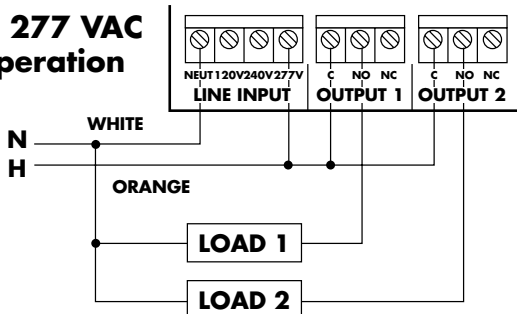 277 VAC
peration
NEUT 120V 240V 277V
C NO NC
C NO NC
LINE INPUT
OUTPUT 1
OUTPUT 2
WHITE
N
H
ORANGE
LOAD 1
LOAD 2